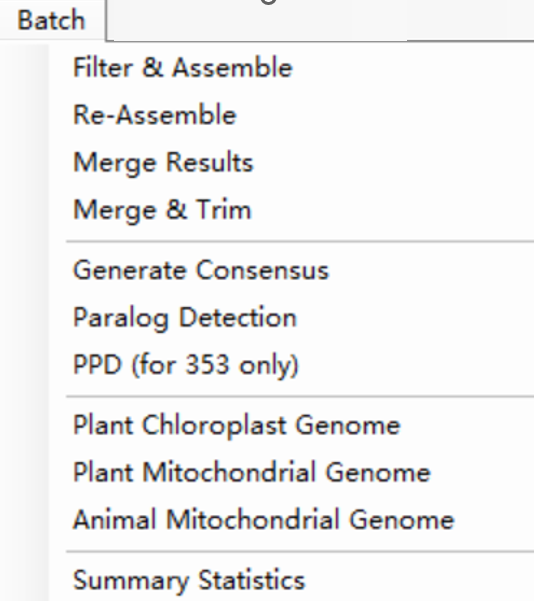 Batch
Filter & Assemble
Re-Assemble
Merge Results
Merge & Trim
Generate Consensus
Paralog Detection
PPD (for 353 only)
Plant Chloroplast Genome
Plant Mitochondrial Genome
Animal Mitochondrial Genome
Summary Statistics